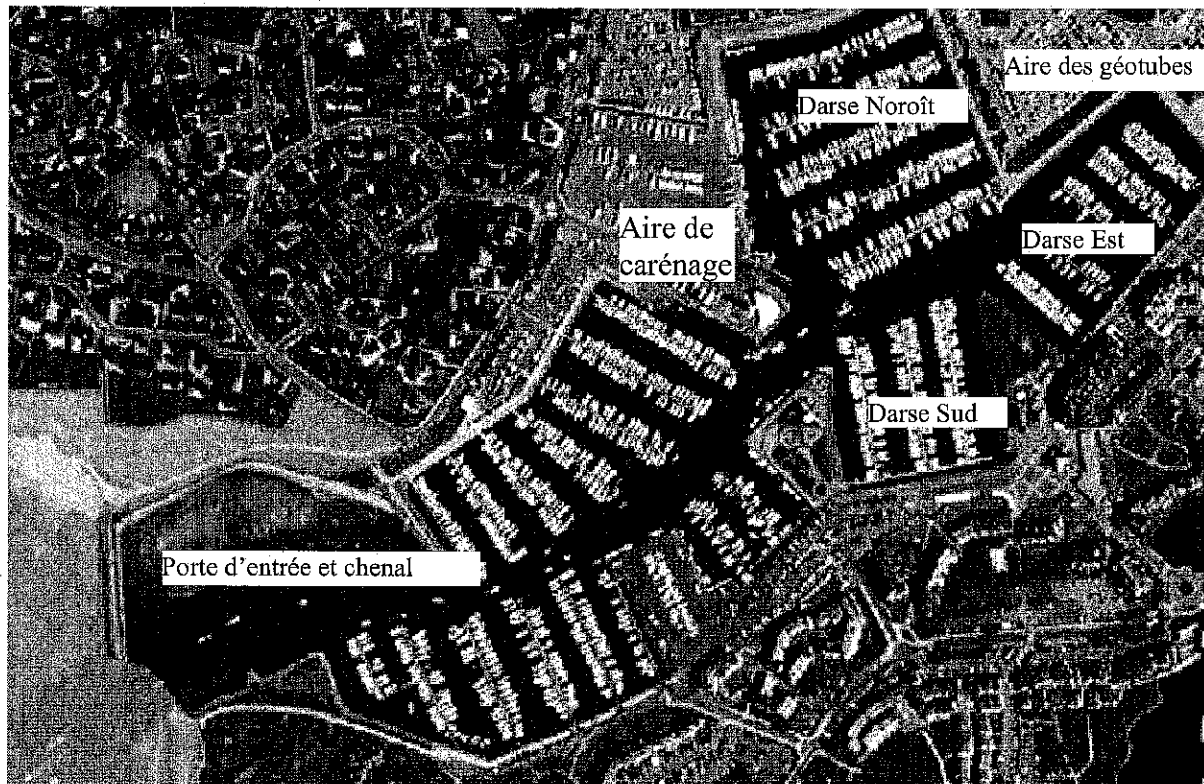 Aire des géotubes
Darse Noroît
Aire de
carénage
Darse Est
Darse Sud
Porte d'entrée et chenal